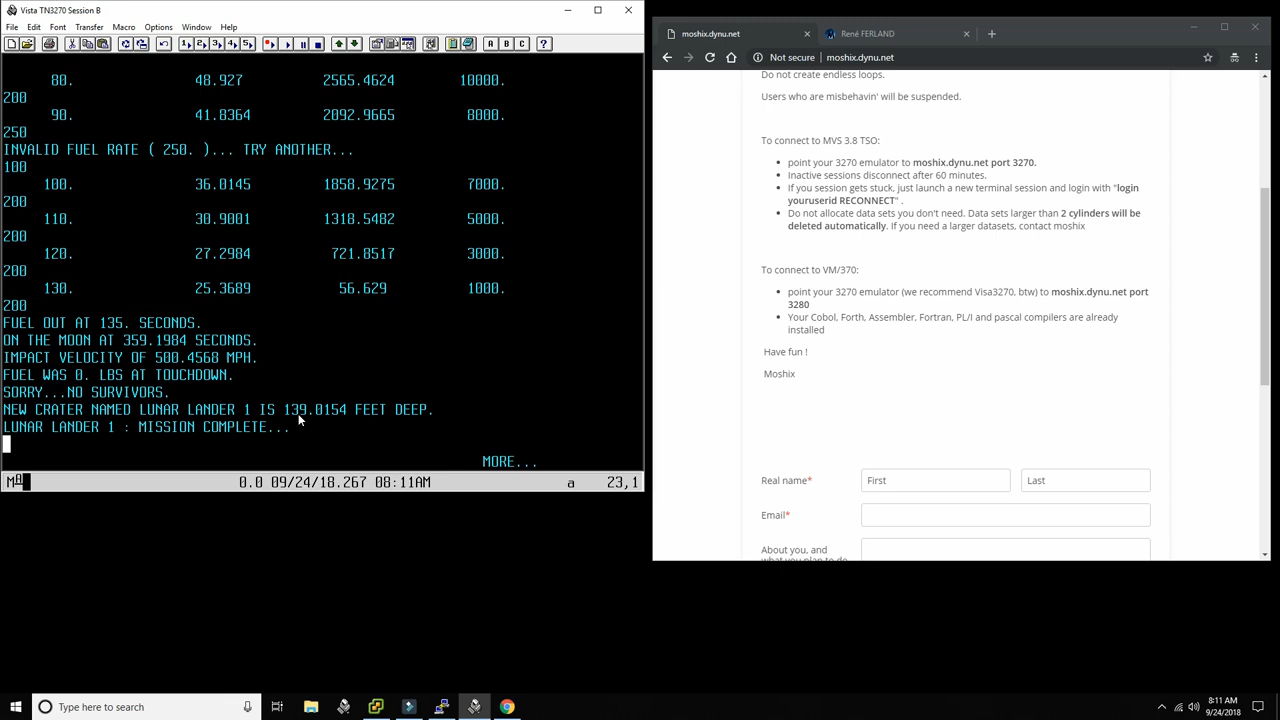 Vista TN3270 Session B
File Edit Font Transfer Macro Options Window Help
A B C ?
80. 48.927 2565.4624 10000.
200
90. 41.8364 2092.9665 8000.
250
INVALID FUEL RATE ( 250. )... TRY ANOTHER...
100
100. 36.0145 1858.9275 7000.
200
110. 30.9001 1318.5482 5000.
200
120. 27.2984 721.8517 3000.
200
130. 25.3689 56.629 1000.
200
FUEL OUT AT 135. SECONDS.
ON THE MOON AT 359.1984 SECONDS.
IMPACT VELOCITY OF 500.4568 MPH.
FUEL WAS 0. LBS AT TOUCHDOWN.
SORRY...NO SURVIVORS.
NEW CRATER NAMED LUNAR LANDER 1 IS 139.0154 FEET DEEP.
LUNAR LANDER 1 : MISSION COMPLETE...
MORE...
0.0 09/24/18.267 08:11AM a 23,1
moshix.dynu.net
René FERLAND
Not secure | moshix.dynu.net
Do not create endless loops.
Users who are misbehavin' will be suspended.
To connect to MVS 3.8 TSO:
point your 3270 emulator to moshix.dynu.net port 3270.
Inactive sessions disconnect after 60 minutes.
If you session gets stuck, just launch a new terminal session and login with "login
youruserid RECONNECT" .
Do not allocate data sets you don't need. Data sets larger than 2 cylinders will be
deleted automatically. If you need a larger datasets, contact moshix
To connect to VM/370:
point your 3270 emulator (we recommend Visa3270, btw) to moshix.dynu.net port
3280
Your Cobol, Forth, Assembler, Fortran, PL/I and pascal compilers are already
installed
Have fun !
Moshix
Real name* First Last
Email*
About you, and
what you plan to do
Type here to search
8:11 AM
9/24/2018